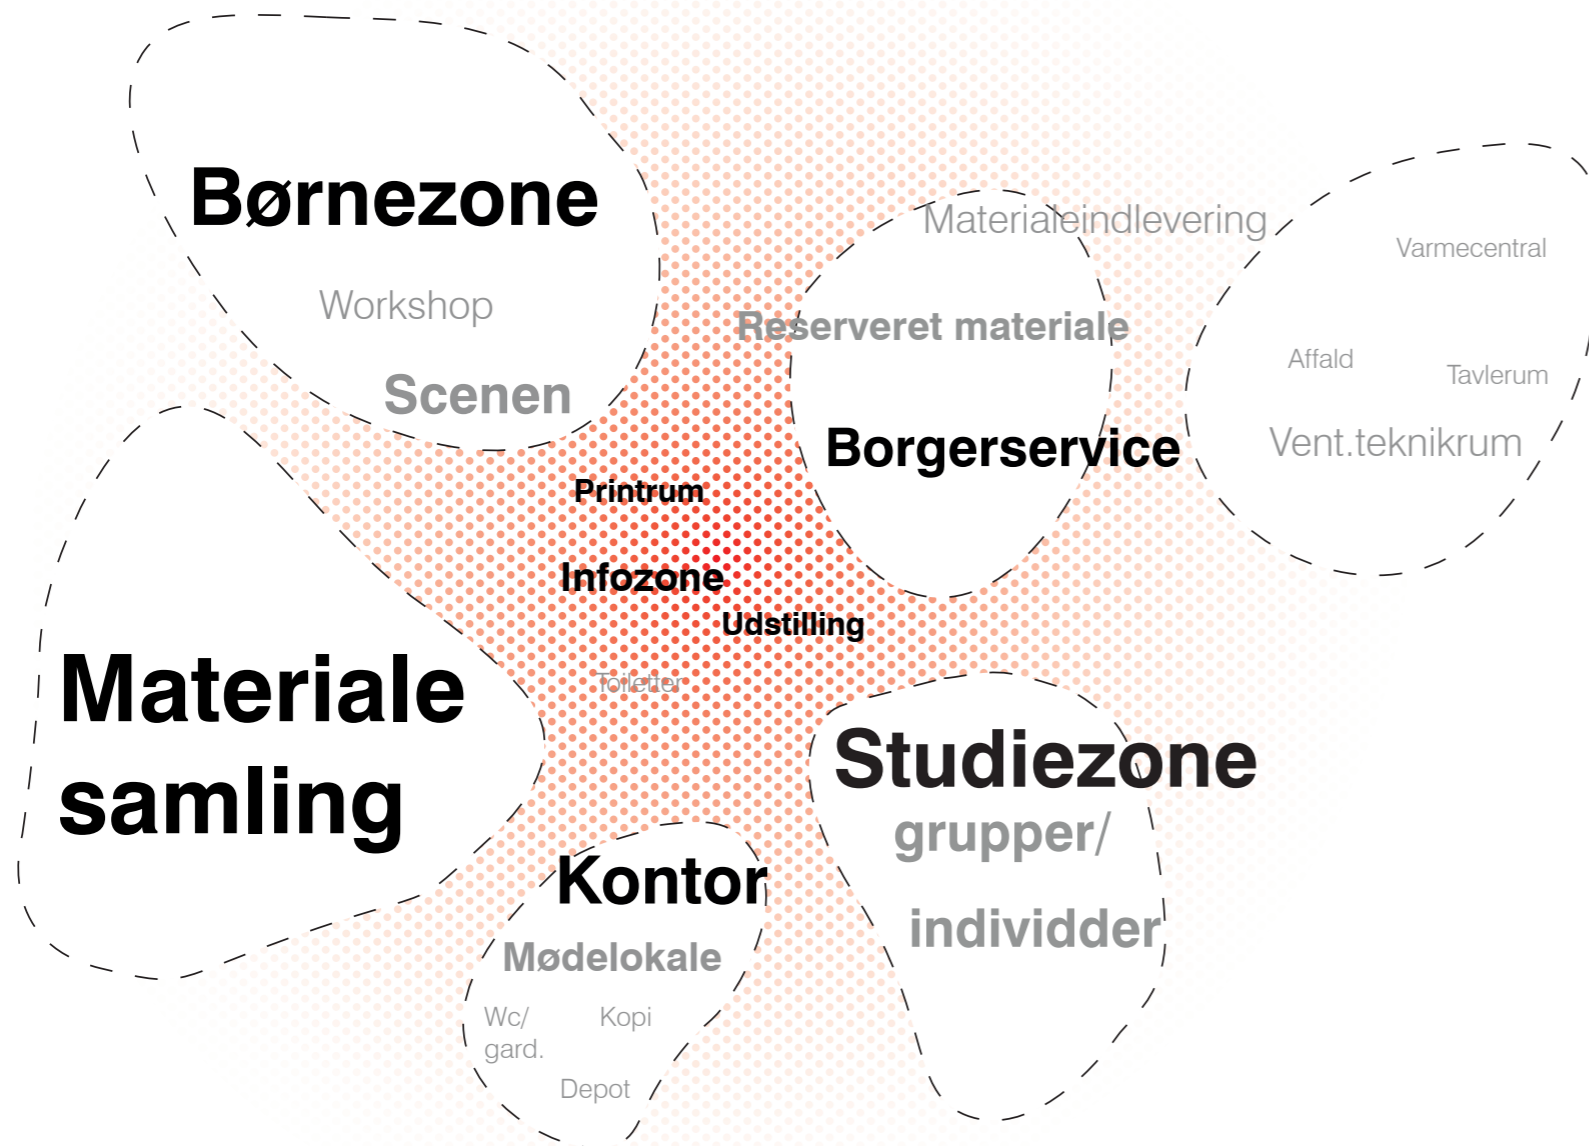 Børnezone
Workshop
Scenen
Materialeindlevering
Reserveret materiale
Borgerservice
Varmecentral
Affald
Tavlerum
Vent.teknikrum
Printrum
Infozone
Udstilling
Toiletter
Materiale
samling
Studiezone
grupper/
individder
Kontor
Mødelokale
Wc/
gard.
Kopi
Depot